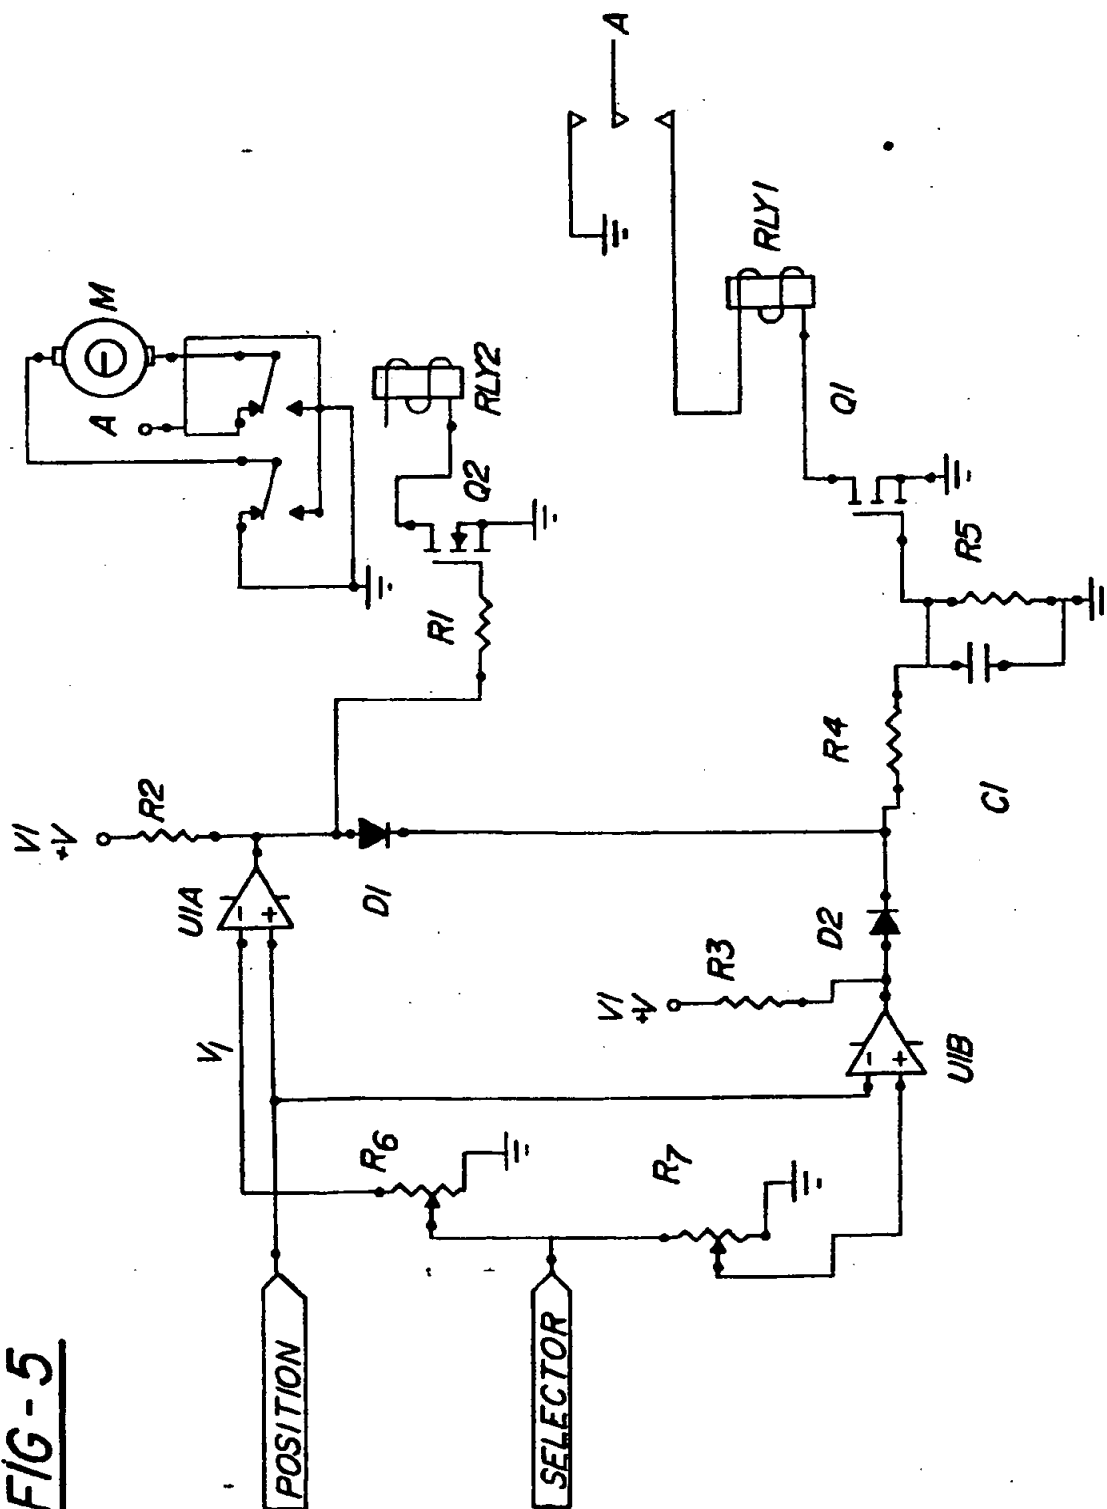 FIG-5
POSITION
SELECTOR
V1
+V
R2
U1A
-
+
V1
D1
R1
Q2
RLY2
A
M
R6
R7
V1
+V
R3
D2
U1B
-
+
R4
C1
R5
Q1
RLY1
A